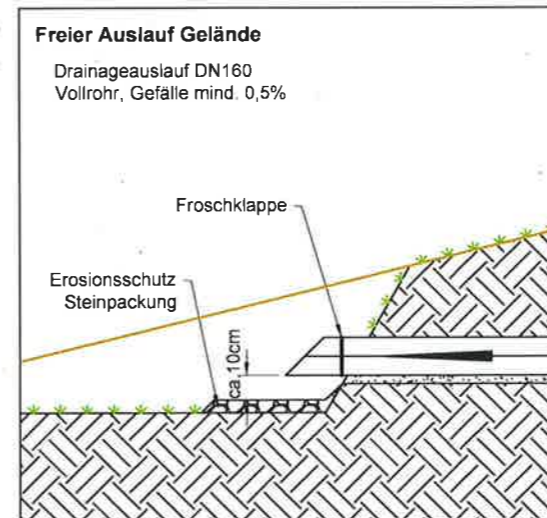 Freier Auslauf Gelände
Drainageauslauf DN160
Vollrohr, Gefälle mind. 0,5%
Froschklappe
Erosionsschutz
Steinpackung
ca.10cm